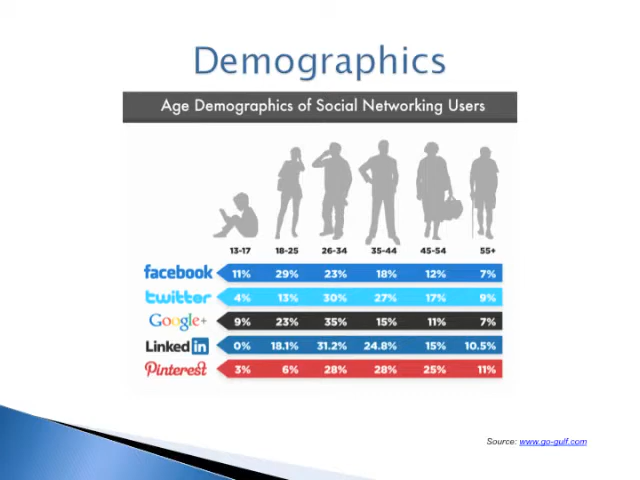 Demographics
Age Demographics of Social Networking Users
13-17 18-25 26-34 35-44 45-54 55+
facebook 11% 29% 23% 18% 12% 7%
twitter 4% 13% 30% 27% 17% 9%
Google+ 9% 23% 35% 15% 11% 7%
Linked in 0% 18.1% 31.2% 24.8% 15% 10.5%
Pinterest 3% 6% 28% 28% 25% 11%
Source: www.go-gulf.com